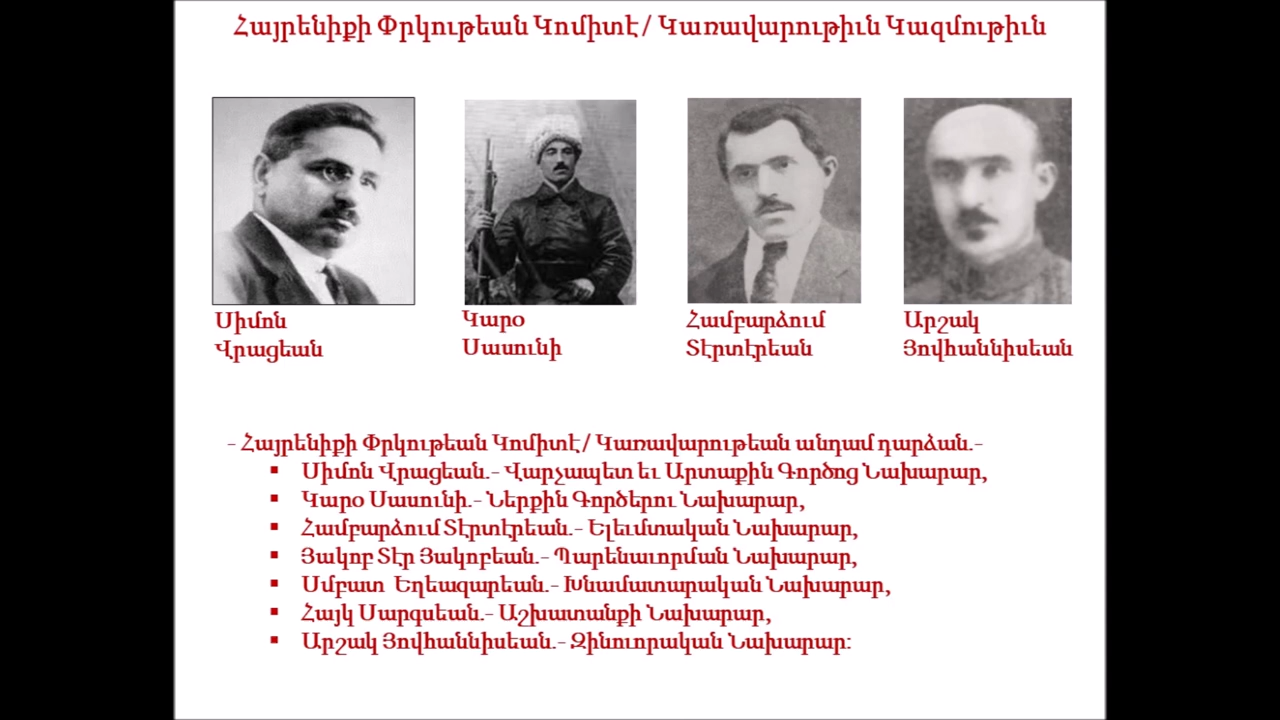 Հայրենիքի Փրկութեան Կոմիտէ / Կառավարութիւն Կազմութիւն
Սիմոն
Վրացեան
Կարօ
Սասունի
Համբարձում
Տէրտէրեան
Արշակ
Յովհաննիսեան
- Հայրենիքի Փրկութեան Կոմիտէ / Կառավարութեան անդամ դարձան.-
▪ Սիմոն Վրացեան.- Վարչապետ եւ Արտաքին Գործոց Նախարար,
▪ Կարօ Սասունի.- Ներքին Գործերու Նախարար,
▪ Համբարձում Տէրտէրեան.- Ելեւմտական Նախարար,
▪ Յակոբ Տէր Յակոբեան.- Պարենաւորման Նախարար,
▪ Սմբատ Եղեազարեան.- Խնամատարական Նախարար,
▪ Հայկ Սարգսեան.- Աշխատանքի Նախարար,
▪ Արշակ Յովհաննիսեան.- Զինուորական Նախարար: